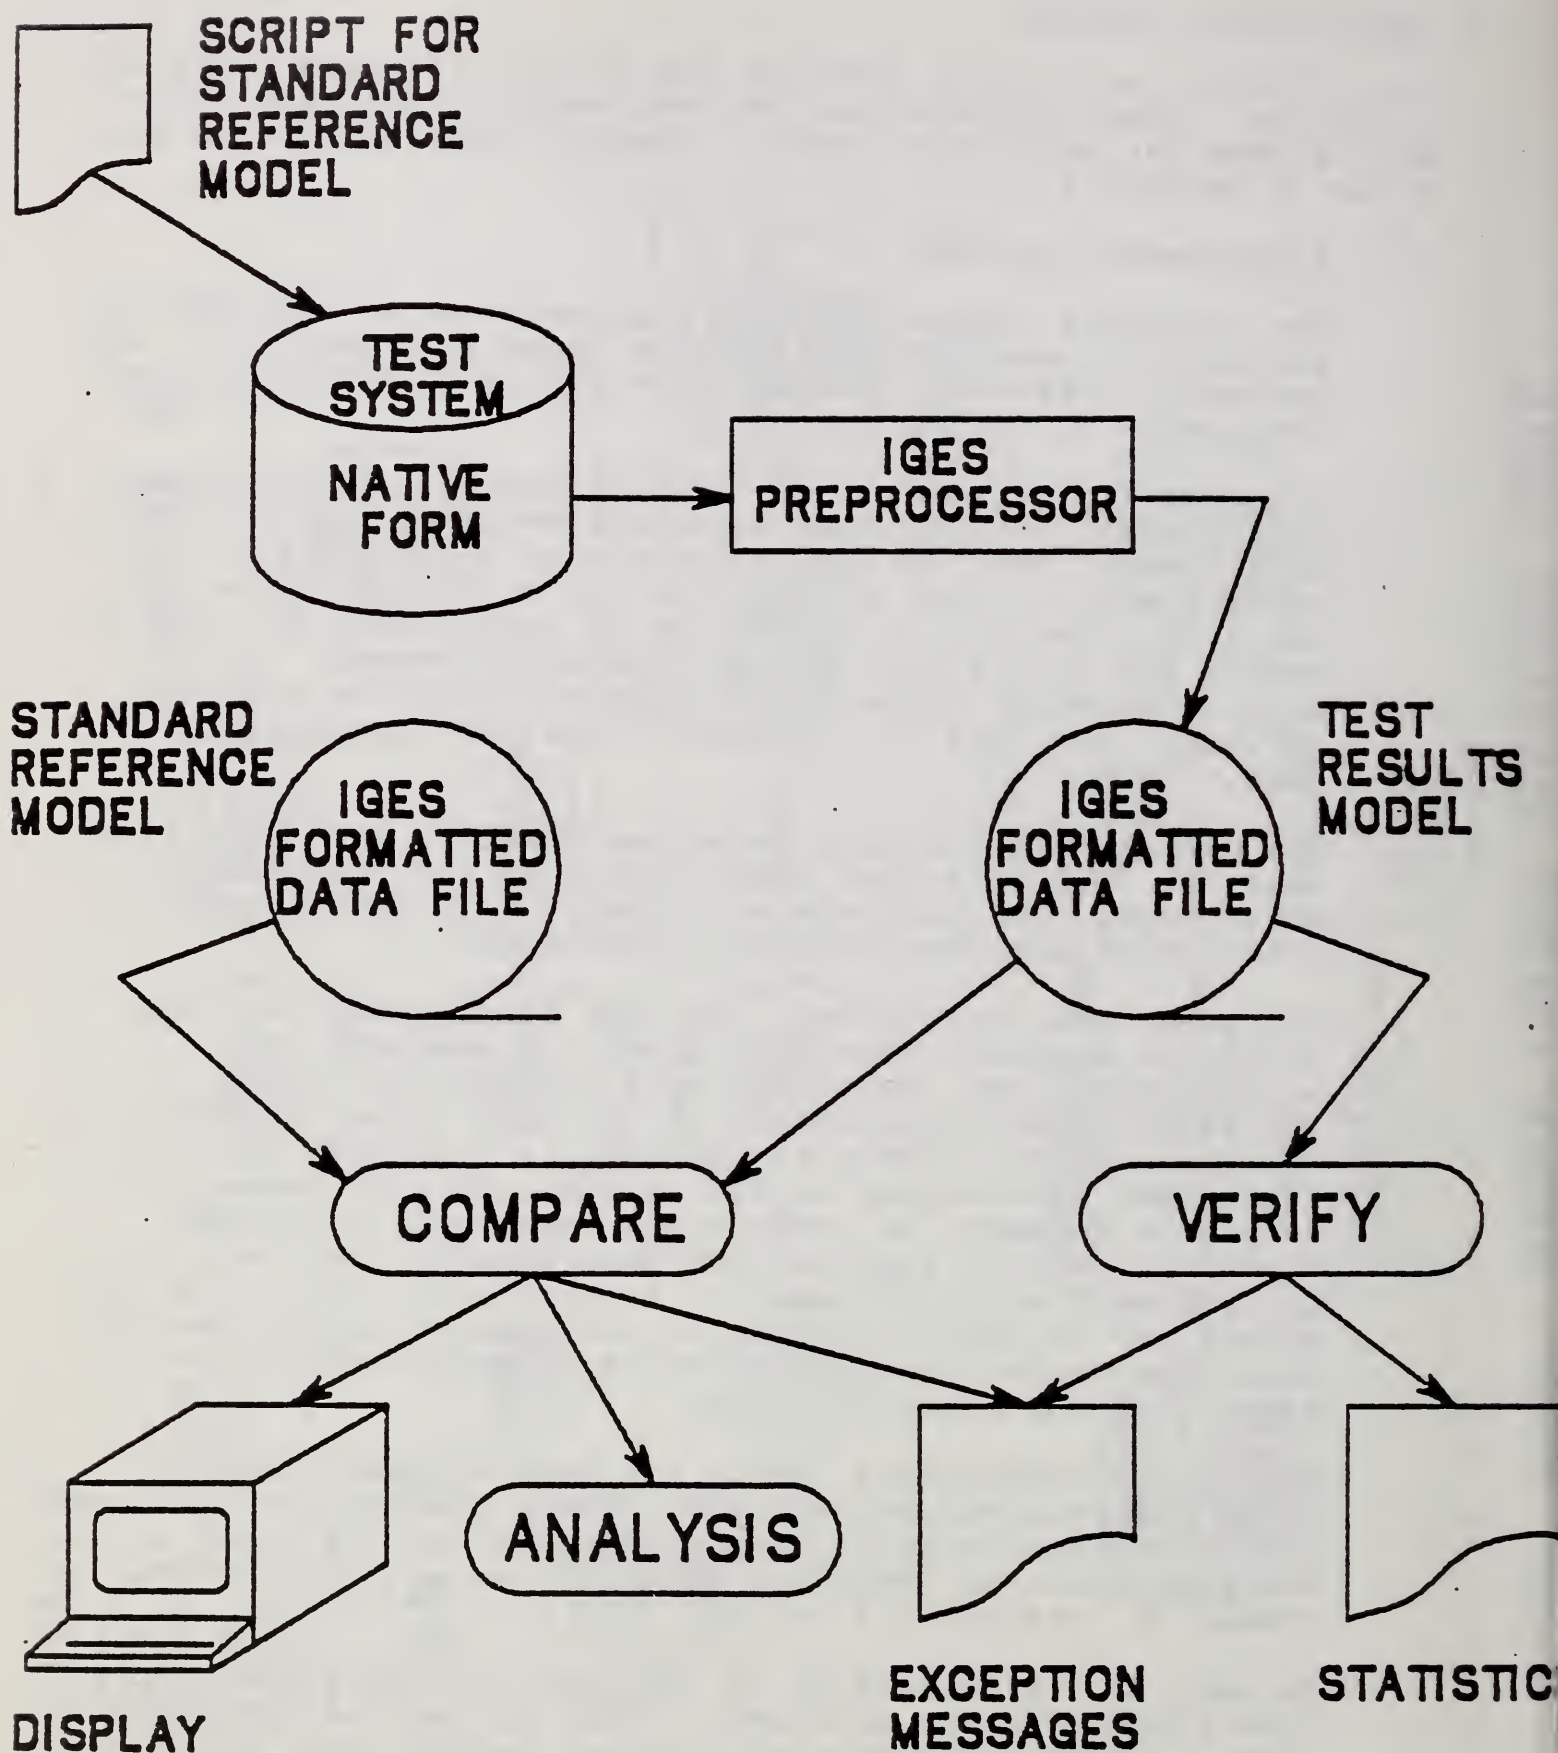 SCRIPT FOR
STANDARD
REFERENCE
MODEL
TEST
SYSTEM
NATIVE
FORM
IGES
PREPROCESSOR
STANDARD
REFERENCE
MODEL
IGES
FORMATTED
DATA FILE
IGES
FORMATTED
DATA FILE
TEST
RESULTS
MODEL
COMPARE
VERIFY
ANALYSIS
DISPLAY
EXCEPTION
MESSAGES
STATISTIC